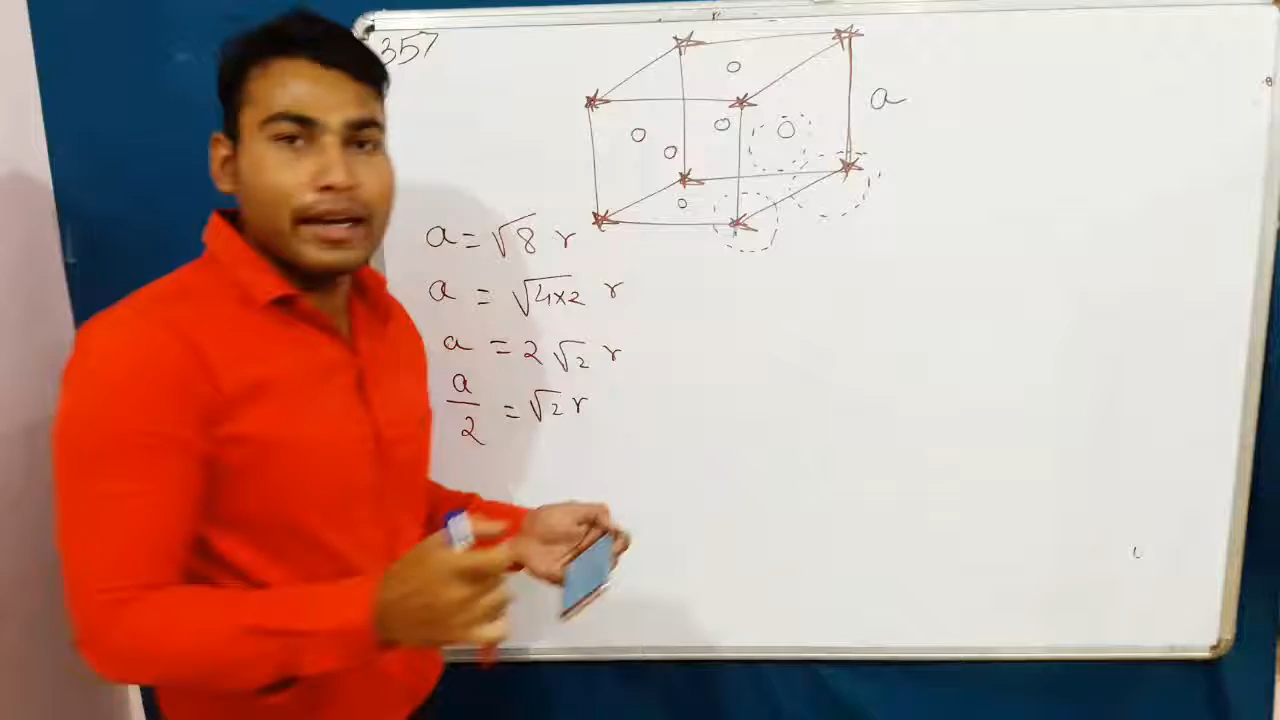 357
a
a = √8 r
a = √4×2 r
a = 2 √2 r
a/2 = √2 r